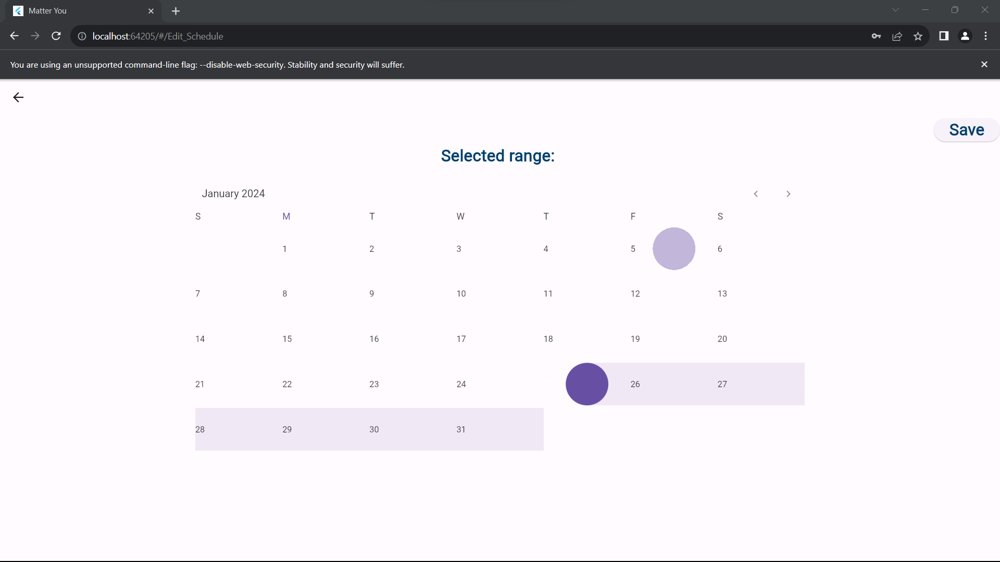 Matter You
localhost:64205/#/Edit_Schedule
You are using an unsupported command-line flag: --disable-web-security. Stability and security will suffer.
Save
Selected range:
January 2024
S M T W T F S
1 2 3 4 5 6
7 8 9 10 11 12 13
14 15 16 17 18 19 20
21 22 23 24 26 27
28 29 30 31